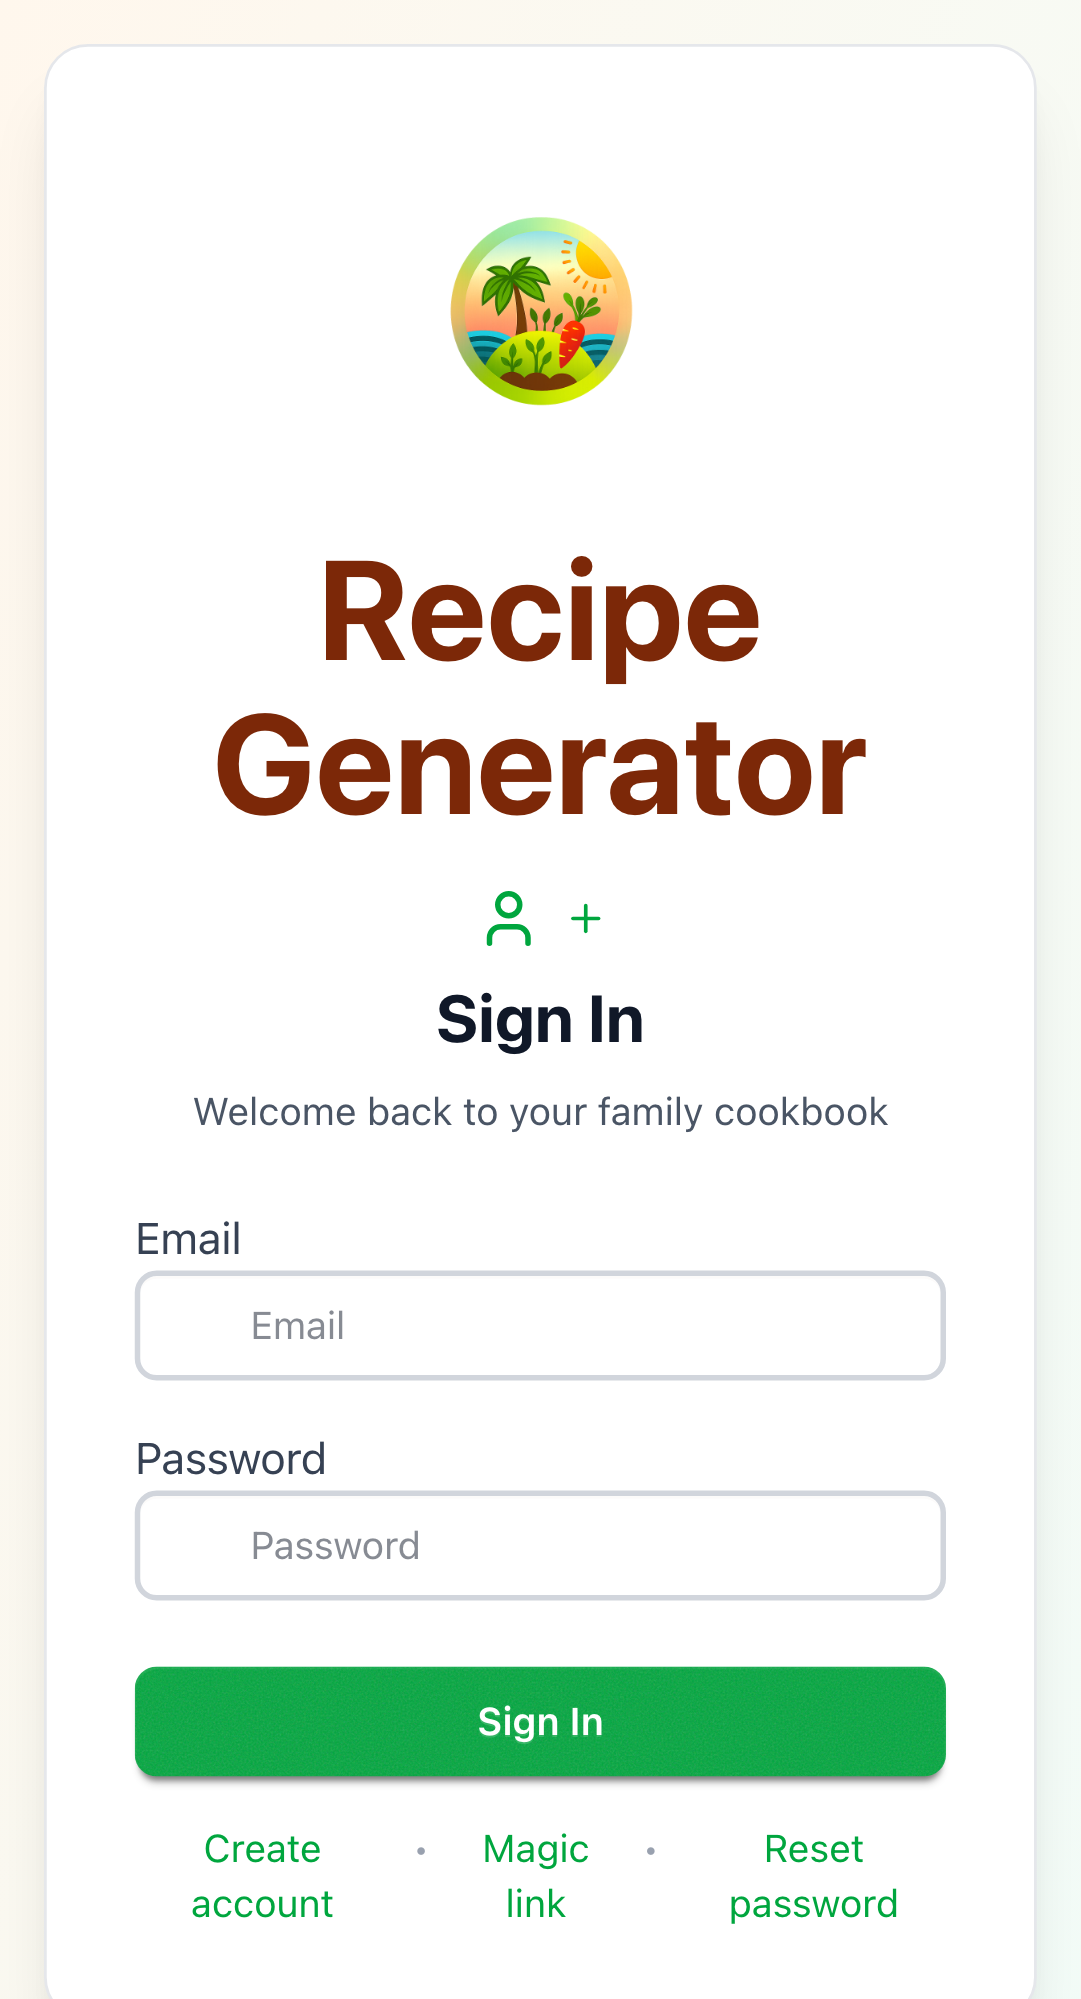 Recipe
Generator
Sign In
Welcome back to your family cookbook
Email
Email
Password
Password
Sign In
Create account • Magic link • Reset password